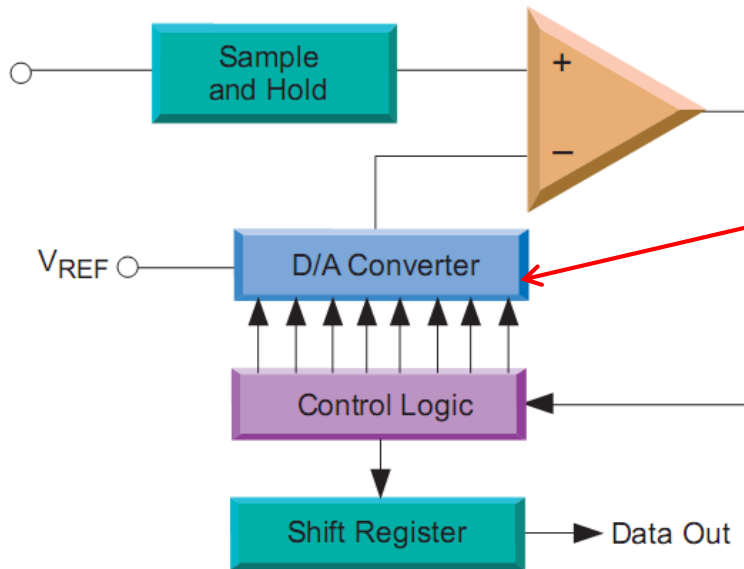 Sample
and Hold
+
−
VREF
D/A Converter
Control Logic
Shift Register
Data Out